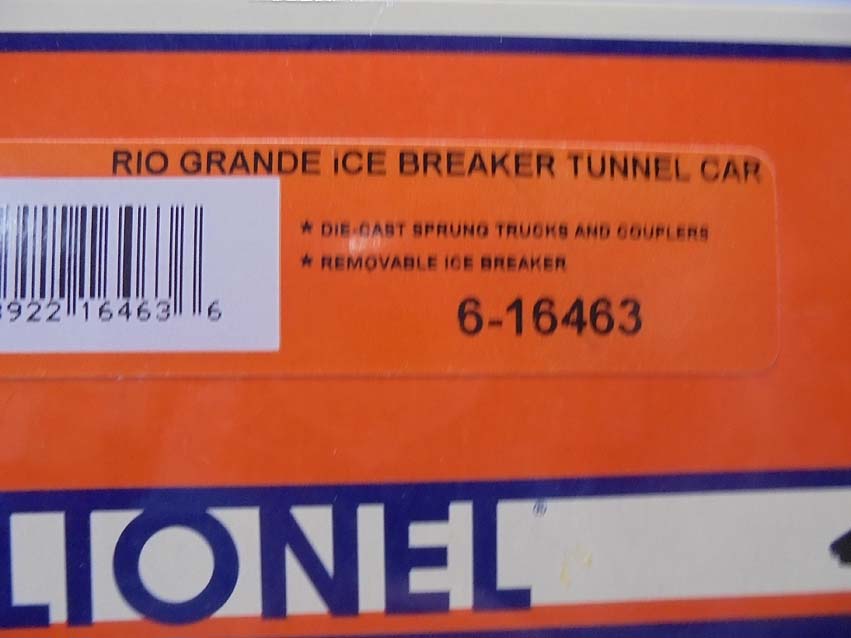 RIO GRANDE ICE BREAKER TUNNEL CAR
★ DIE-CAST SPRUNG TRUCKS AND COUPLERS
★ REMOVABLE ICE BREAKER
6-16463
922 16463 6
LIONEL®